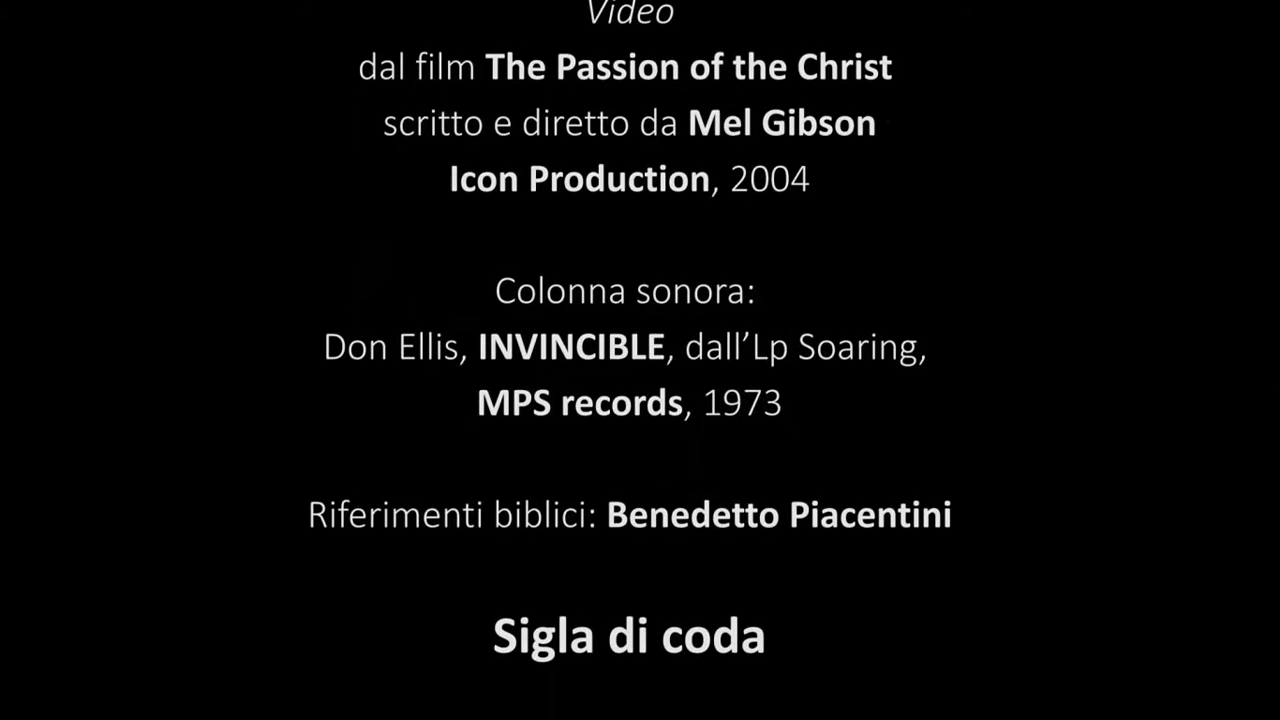 Video
dal film The Passion of the Christ
scritto e diretto da Mel Gibson
Icon Production, 2004
Colonna sonora:
Don Ellis, INVINCIBLE, dall’Lp Soaring,
MPS records, 1973
Riferimenti biblici: Benedetto Piacentini
Sigla di coda